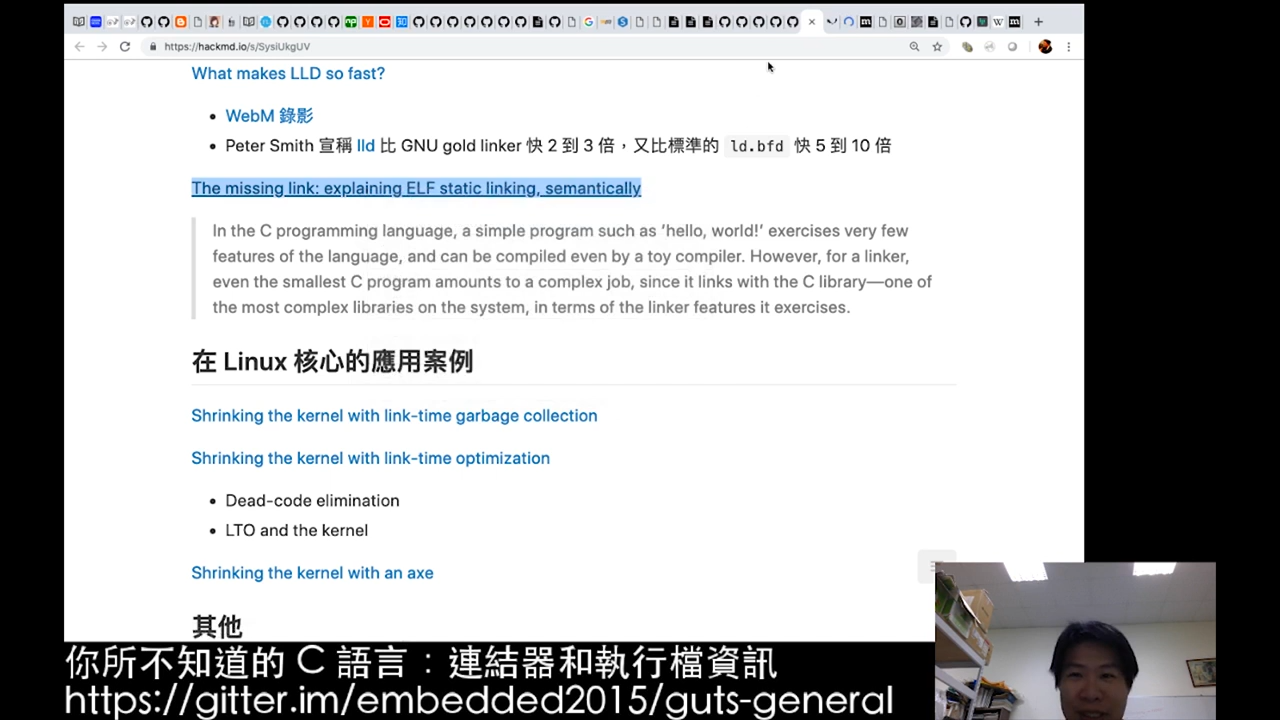 https://hackmd.io/s/SysiUkgUV
What makes LLD so fast?
WebM 錄影
Peter Smith 宣稱 lld 比 GNU gold linker 快 2 到 3 倍，又比標準的 ld.bfd 快 5 到 10 倍
The missing link: explaining ELF static linking, semantically
In the C programming language, a simple program such as ‘hello, world!’ exercises very few
features of the language, and can be compiled even by a toy compiler. However, for a linker,
even the smallest C program amounts to a complex job, since it links with the C library—one of
the most complex libraries on the system, in terms of the linker features it exercises.
在 Linux 核心的應用案例
Shrinking the kernel with link-time garbage collection
Shrinking the kernel with link-time optimization
Dead-code elimination
LTO and the kernel
Shrinking the kernel with an axe
其他
你所不知道的 C 語言：連結器和執行檔資訊
https://gitter.im/embedded2015/guts-general